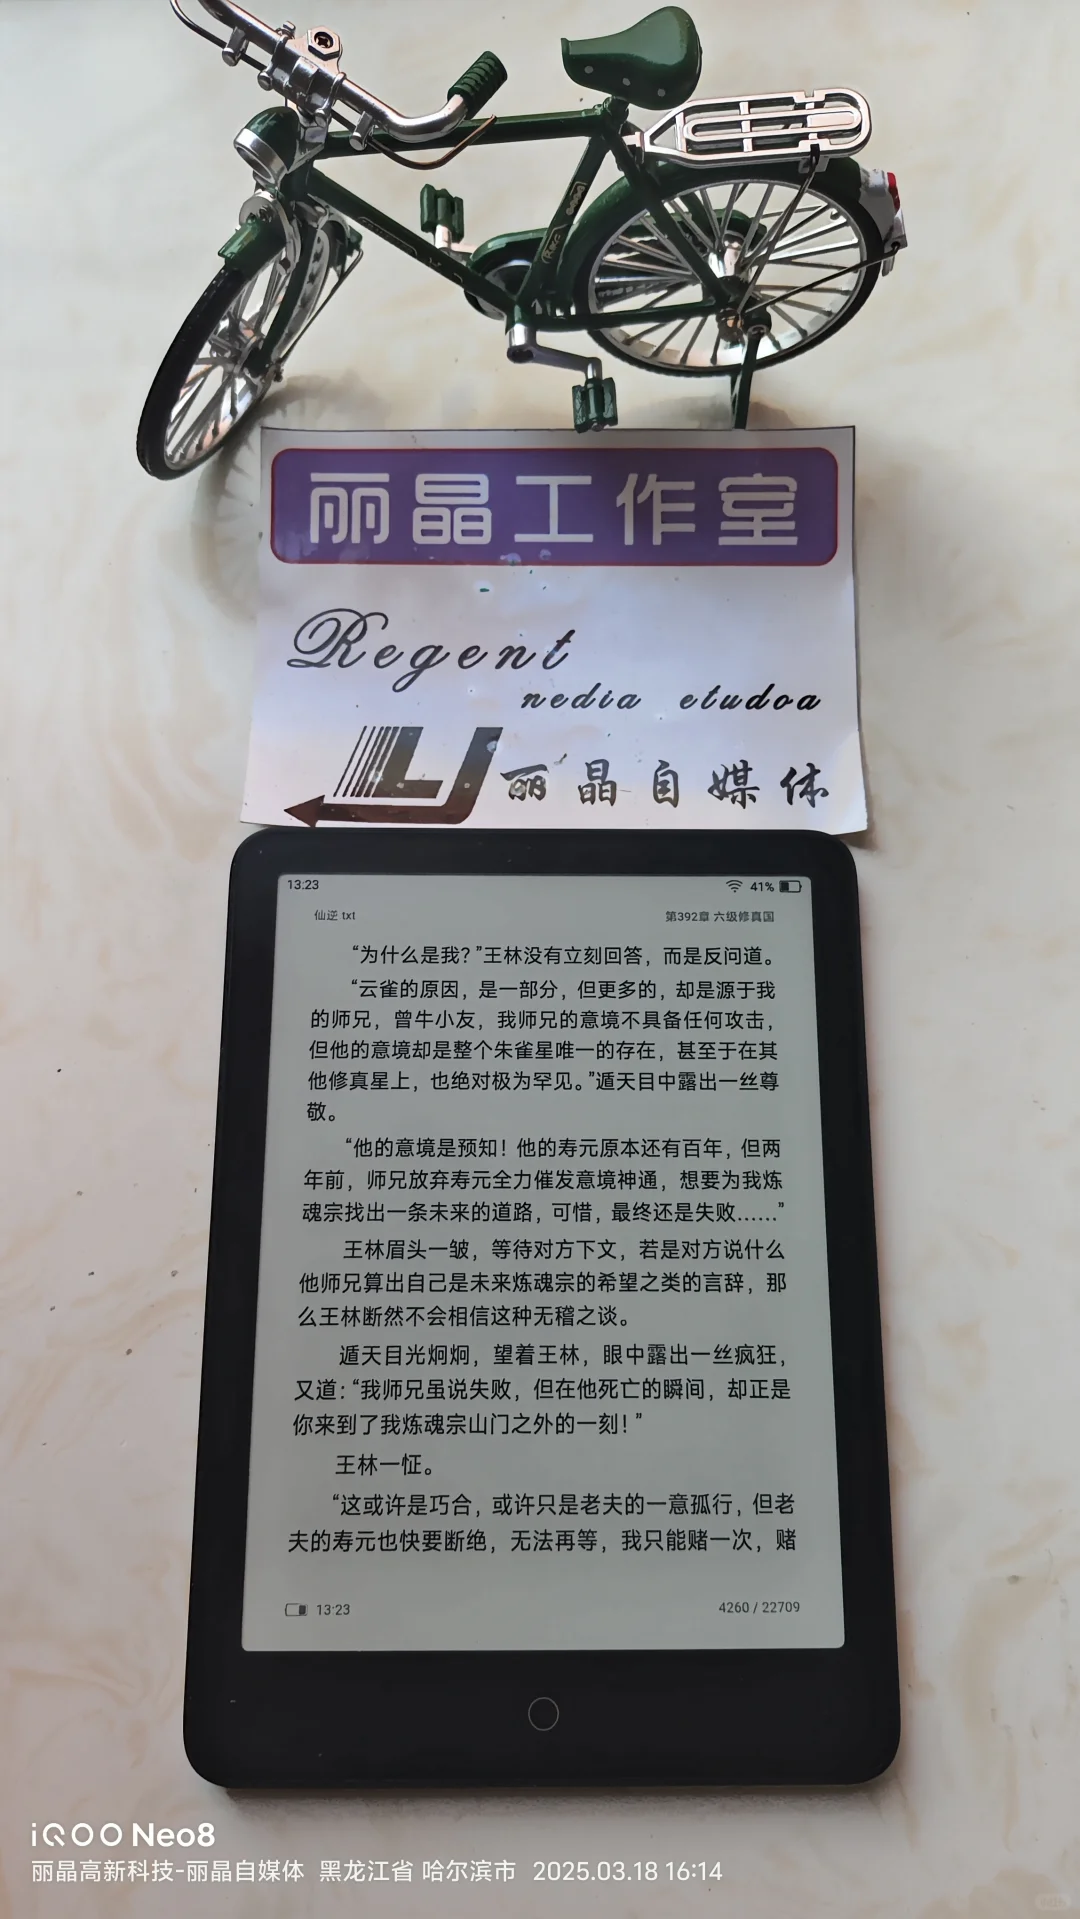 丽晶工作室
Regent
nedia etudoa
LJ 丽晶自媒体
13:23 41%
仙逆 txt 第392章 六级修真国
“为什么是我？”王林没有立刻回答，而是反问道。
“云雀的原因，是一部分，但更多的，却是源于我
的师兄，曾牛小友，我师兄的意境不具备任何攻击，
但他的意境却是整个朱雀星唯一的存在，甚至于在其
他修真星上，也绝对极为罕见。”遁天目中露出一丝尊
敬。
“他的意境是预知！他的寿元原本还有百年，但两
年前，师兄放弃寿元全力催发意境神通，想要为我炼
魂宗找出一条未来的道路，可惜，最终还是失败……”
王林眉头一皱，等待对方下文，若是对方说什么
他师兄算出自己是未来炼魂宗的希望之类的言辞，那
么王林断然不会相信这种无稽之谈。
遁天目光炯炯，望着王林，眼中露出一丝疯狂，
又道：“我师兄虽说失败，但在他死亡的瞬间，却正是
你来到了我炼魂宗山门之外的一刻！”
王林一怔。
“这或许是巧合，或许只是老夫的一意孤行，但老
夫的寿元也快要断绝，无法再等，我只能赌一次，赌
13:23 4260 / 22709
iQOO Neo8
丽晶高新科技-丽晶自媒体 黑龙江省 哈尔滨市 2025.03.18 16:14